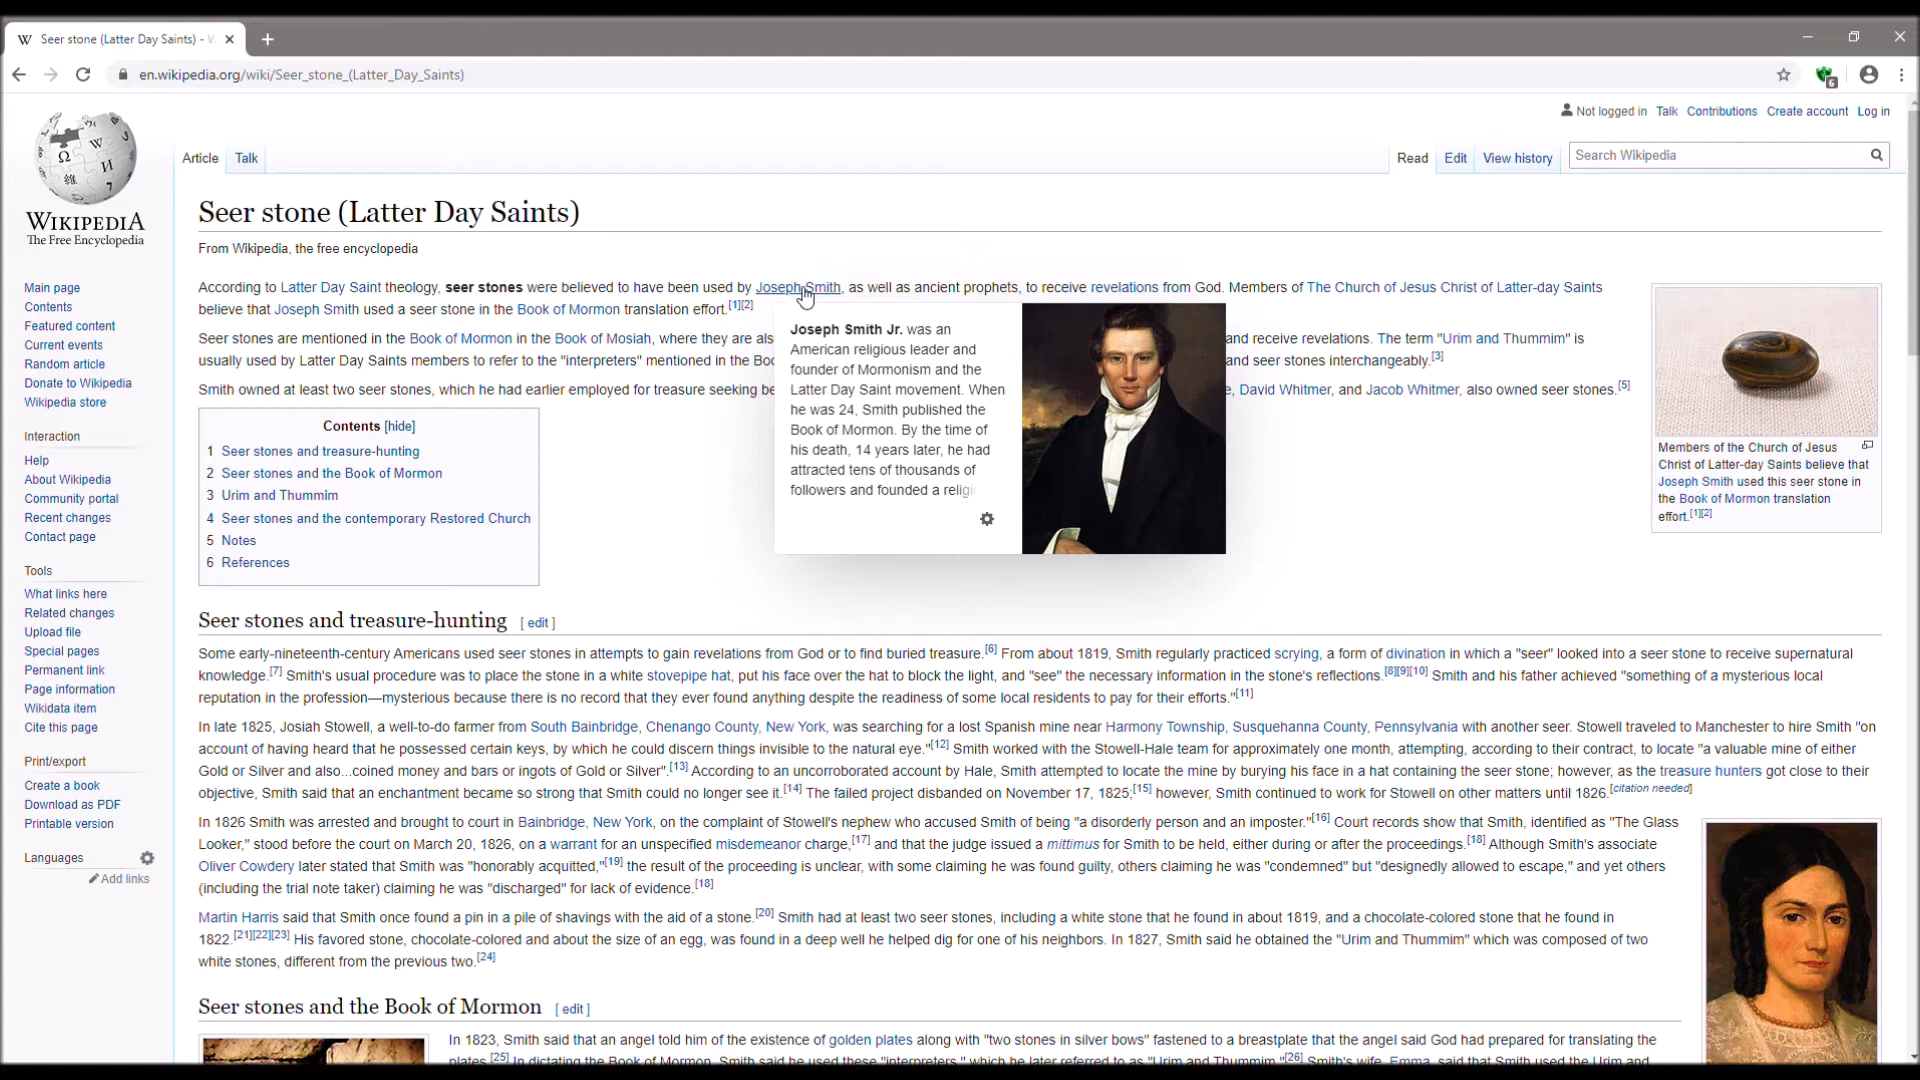 Seer stone (Latter Day Saints) - W
en.wikipedia.org/wiki/Seer_stone_(Latter_Day_Saints)
6
Not logged in Talk Contributions Create account Log in
Article Talk Read Edit View history Search Wikipedia
WIKIPEDIA
The Free Encyclopedia
Main page
Contents
Featured content
Current events
Random article
Donate to Wikipedia
Wikipedia store
Interaction
Help
About Wikipedia
Community portal
Recent changes
Contact page
Tools
What links here
Related changes
Upload file
Special pages
Permanent link
Page information
Wikidata item
Cite this page
Print/export
Create a book
Download as PDF
Printable version
Languages
Add links
Seer stone (Latter Day Saints)
From Wikipedia, the free encyclopedia
According to Latter Day Saint theology, seer stones were believed to have been used by Joseph Smith, as well as ancient prophets, to receive revelations from God. Members of The Church of Jesus Christ of Latter-day Saints
believe that Joseph Smith used a seer stone in the Book of Mormon translation effort.[1][2]
Seer stones are mentioned in the Book of Mormon in the Book of Mosiah, where they are also and receive revelations. The term "Urim and Thummim" is
usually used by Latter Day Saints members to refer to the "interpreters" mentioned in the Boo and seer stones interchangeably.[3]
Smith owned at least two seer stones, which he had earlier employed for treasure seeking be e, David Whitmer, and Jacob Whitmer, also owned seer stones.[5]
Joseph Smith Jr. was an
American religious leader and
founder of Mormonism and the
Latter Day Saint movement. When
he was 24, Smith published the
Book of Mormon. By the time of
his death, 14 years later, he had
attracted tens of thousands of
followers and founded a religi
Members of the Church of Jesus
Christ of Latter-day Saints believe that
Joseph Smith used this seer stone in
the Book of Mormon translation
effort.[1][2]
Contents [hide]
1 Seer stones and treasure-hunting
2 Seer stones and the Book of Mormon
3 Urim and Thummim
4 Seer stones and the contemporary Restored Church
5 Notes
6 References
Seer stones and treasure-hunting [ edit ]
Some early-nineteenth-century Americans used seer stones in attempts to gain revelations from God or to find buried treasure.[6] From about 1819, Smith regularly practiced scrying, a form of divination in which a "seer" looked into a seer stone to receive supernatural
knowledge.[7] Smith's usual procedure was to place the stone in a white stovepipe hat, put his face over the hat to block the light, and "see" the necessary information in the stone's reflections.[8][9][10] Smith and his father achieved "something of a mysterious local
reputation in the profession—mysterious because there is no record that they ever found anything despite the readiness of some local residents to pay for their efforts."[11]
In late 1825, Josiah Stowell, a well-to-do farmer from South Bainbridge, Chenango County, New York, was searching for a lost Spanish mine near Harmony Township, Susquehanna County, Pennsylvania with another seer. Stowell traveled to Manchester to hire Smith "on
account of having heard that he possessed certain keys, by which he could discern things invisible to the natural eye."[12] Smith worked with the Stowell-Hale team for approximately one month, attempting, according to their contract, to locate "a valuable mine of either
Gold or Silver and also...coined money and bars or ingots of Gold or Silver".[13] According to an uncorroborated account by Hale, Smith attempted to locate the mine by burying his face in a hat containing the seer stone; however, as the treasure hunters got close to their
objective, Smith said that an enchantment became so strong that Smith could no longer see it.[14] The failed project disbanded on November 17, 1825;[15] however, Smith continued to work for Stowell on other matters until 1826.[citation needed]
In 1826 Smith was arrested and brought to court in Bainbridge, New York, on the complaint of Stowell's nephew who accused Smith of being "a disorderly person and an imposter."[16] Court records show that Smith, identified as "The Glass
Looker," stood before the court on March 20, 1826, on a warrant for an unspecified misdemeanor charge,[17] and that the judge issued a mittimus for Smith to be held, either during or after the proceedings.[18] Although Smith's associate
Oliver Cowdery later stated that Smith was "honorably acquitted,"[19] the result of the proceeding is unclear, with some claiming he was found guilty, others claiming he was "condemned" but "designedly allowed to escape," and yet others
(including the trial note taker) claiming he was "discharged" for lack of evidence.[18]
Martin Harris said that Smith once found a pin in a pile of shavings with the aid of a stone.[20] Smith had at least two seer stones, including a white stone that he found in about 1819, and a chocolate-colored stone that he found in
1822.[21][22][23] His favored stone, chocolate-colored and about the size of an egg, was found in a deep well he helped dig for one of his neighbors. In 1827, Smith said he obtained the "Urim and Thummim" which was composed of two
white stones, different from the previous two.[24]
Seer stones and the Book of Mormon [ edit ]
In 1823, Smith said that an angel told him of the existence of golden plates along with "two stones in silver bows" fastened to a breastplate that the angel said God had prepared for translating the
plates.[25] In dictating the Book of Mormon, Smith said he used these "interpreters," which he later referred to as "Urim and Thummim."[26] Smith's wife, Emma, said that Smith used the Urim and